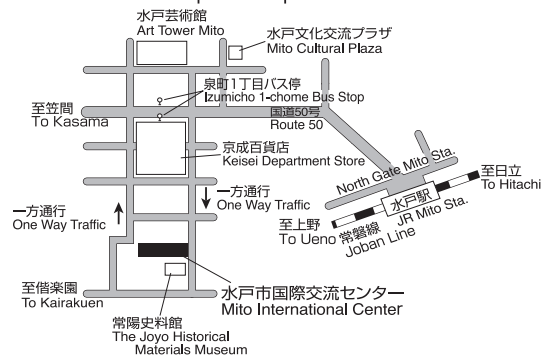 水戸芸術館
Art Tower Mito
水戸文化交流プラザ
Mito Cultural Plaza
泉町1丁目バス停
Izumicho 1-chome Bus Stop
至笠間
To Kasama
国道50号
Route 50
京成百貨店
Keisei Department Store
North Gate Mito Sta.
至日立
To Hitachi
水戸駅
JR Mito Sta.
一方通行
One Way Traffic
一方通行
One Way Traffic
至上野
To Ueno
常磐線
Joban Line
至偕楽園
To Kairakuen
水戸市国際交流センター
Mito International Center
常陽史料館
The Joyo Historical
Materials Museum